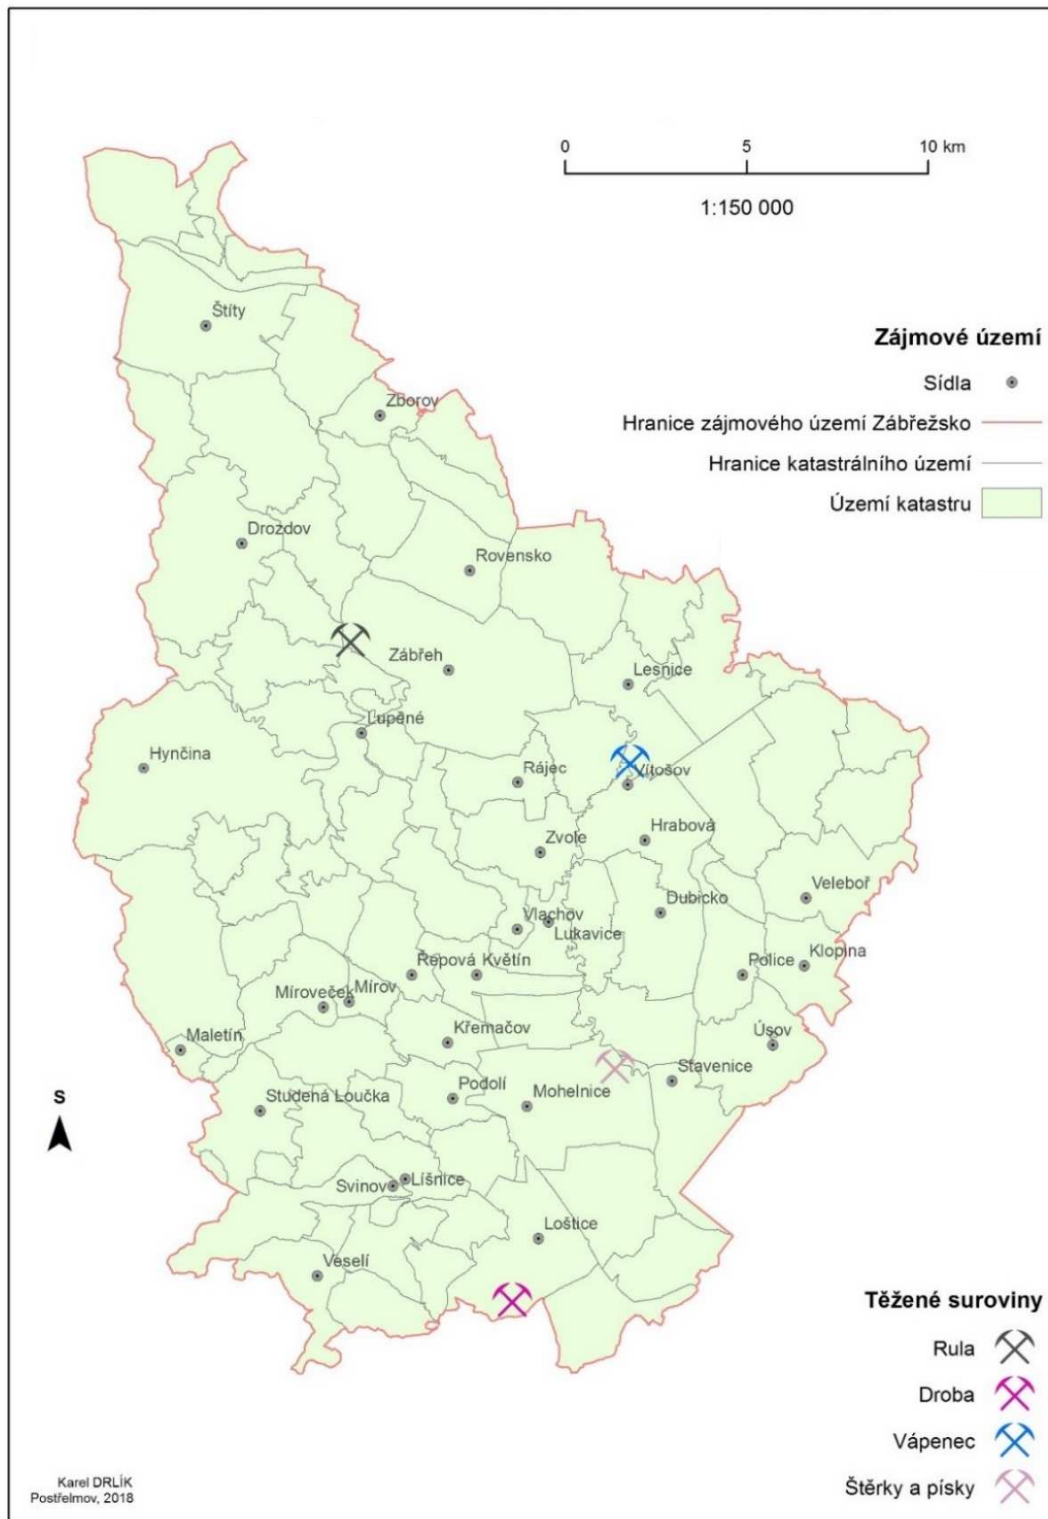 0 5 10 km
1:150 000
Štíty
Zájmové území
Sídla
Zborov
Hranice zájmového území Zábřežsko
Hranice katastrálního území
Území katastru
Drozdov
Rovensko
Zábřeh
Lesnice
Lupěné
Hynčina
Rájec
Vitošov
Hrabová
Zvole
Veleboř
Dubicko
Vlachov
Lukavice
Klopina
Řepová
Květín
Police
Míroveček
Mírov
Křemačov
Úsov
Maletín
Stavenice
S
Studená Loučka
Podolí
Mohelnice
Svinov
Líšnice
Loštice
Veselí
Těžené suroviny
Rula
Droba
Vápenec
Štěrky a písky
Karel DRLÍK
Postřelmov, 2018